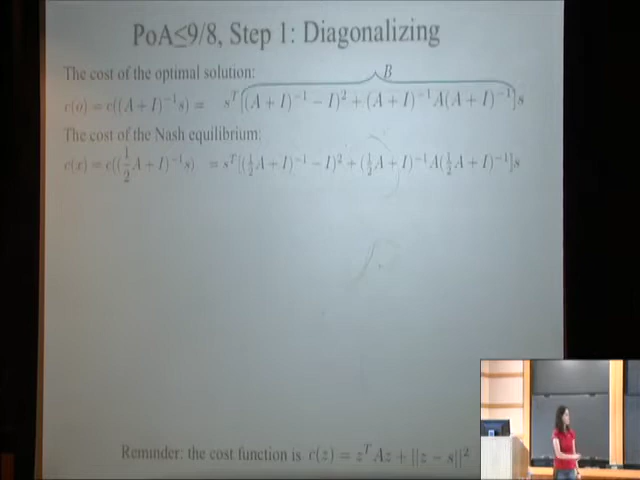 PoA≤9/8, Step 1: Diagonalizing
The cost of the optimal solution:
B
c(o) = c((A + I)⁻¹s) = sᵀ[((A + I)⁻¹ − I)² + (A + I)⁻¹A(A + I)⁻¹]s
The cost of the Nash equilibrium:
c(x) = c((½A + I)⁻¹s) = sᵀ[((½A + I)⁻¹ − I)² + (½A + I)⁻¹A(½A + I)⁻¹]s
Reminder: the cost function is c(z) = zᵀAz + ||z − s||²